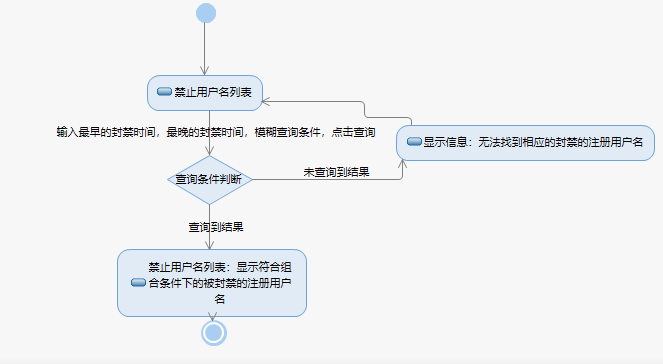 禁止用户名列表
输入最早的封禁时间，最晚的封禁时间，模糊查询条件，点击查询
显示信息：无法找到相应的封禁的注册用户名
查询条件判断
未查询到结果
查询到结果
禁止用户名列表：显示符合组
合条件下的被封禁的注册用户
名